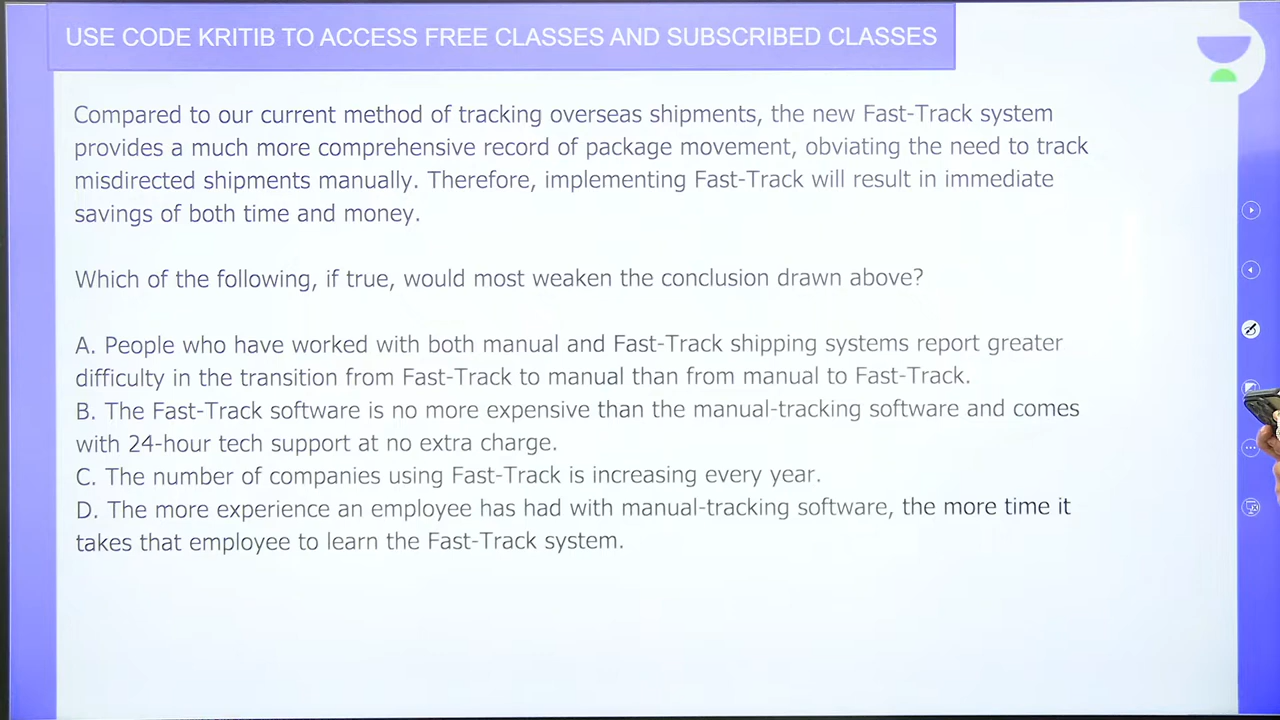 USE CODE KRITIB TO ACCESS FREE CLASSES AND SUBSCRIBED CLASSES
Compared to our current method of tracking overseas shipments, the new Fast-Track system
provides a much more comprehensive record of package movement, obviating the need to track
misdirected shipments manually. Therefore, implementing Fast-Track will result in immediate
savings of both time and money.
Which of the following, if true, would most weaken the conclusion drawn above?
A. People who have worked with both manual and Fast-Track shipping systems report greater
difficulty in the transition from Fast-Track to manual than from manual to Fast-Track.
B. The Fast-Track software is no more expensive than the manual-tracking software and comes
with 24-hour tech support at no extra charge.
C. The number of companies using Fast-Track is increasing every year.
D. The more experience an employee has had with manual-tracking software, the more time it
takes that employee to learn the Fast-Track system.